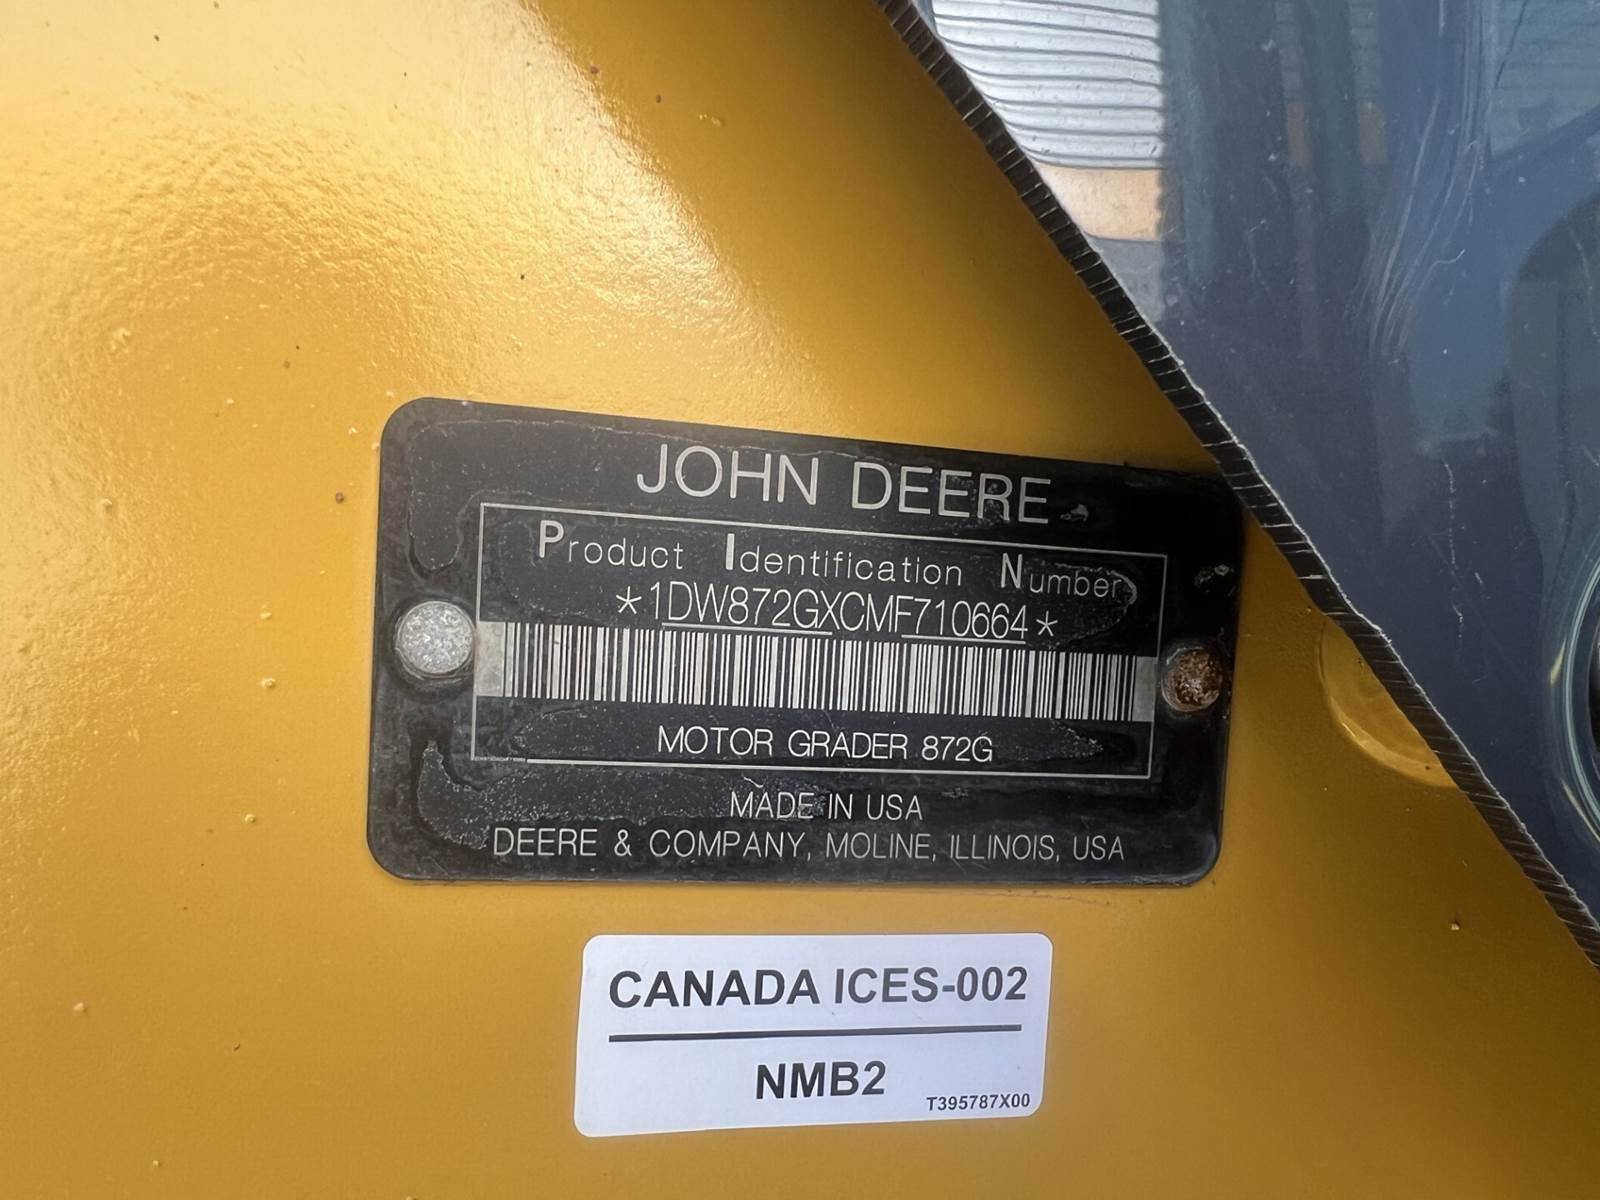 JOHN DEERE
Product Identification Number
*1DW872GXCMF710664*
MOTOR GRADER 872G
MADE IN USA
DEERE & COMPANY, MOLINE, ILLINOIS, USA
CANADA ICES-002
NMB2
T395787X00